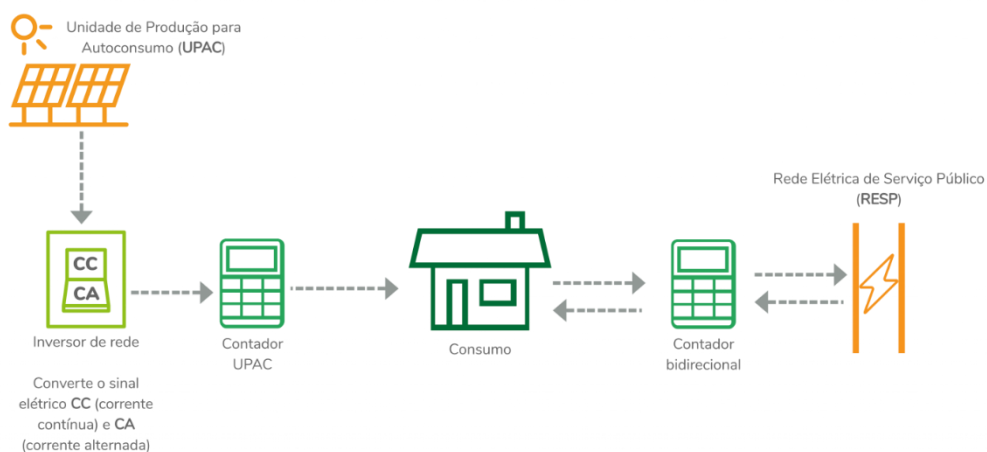 Unidade de Produção para
Autoconsumo (UPAC)
Rede Elétrica de Serviço Público
(RESP)
CC
CA
Inversor de rede
Contador
UPAC
Consumo
Contador
bidirecional
Converte o sinal
elétrico CC (corrente
contínua) e CA
(corrente alternada)